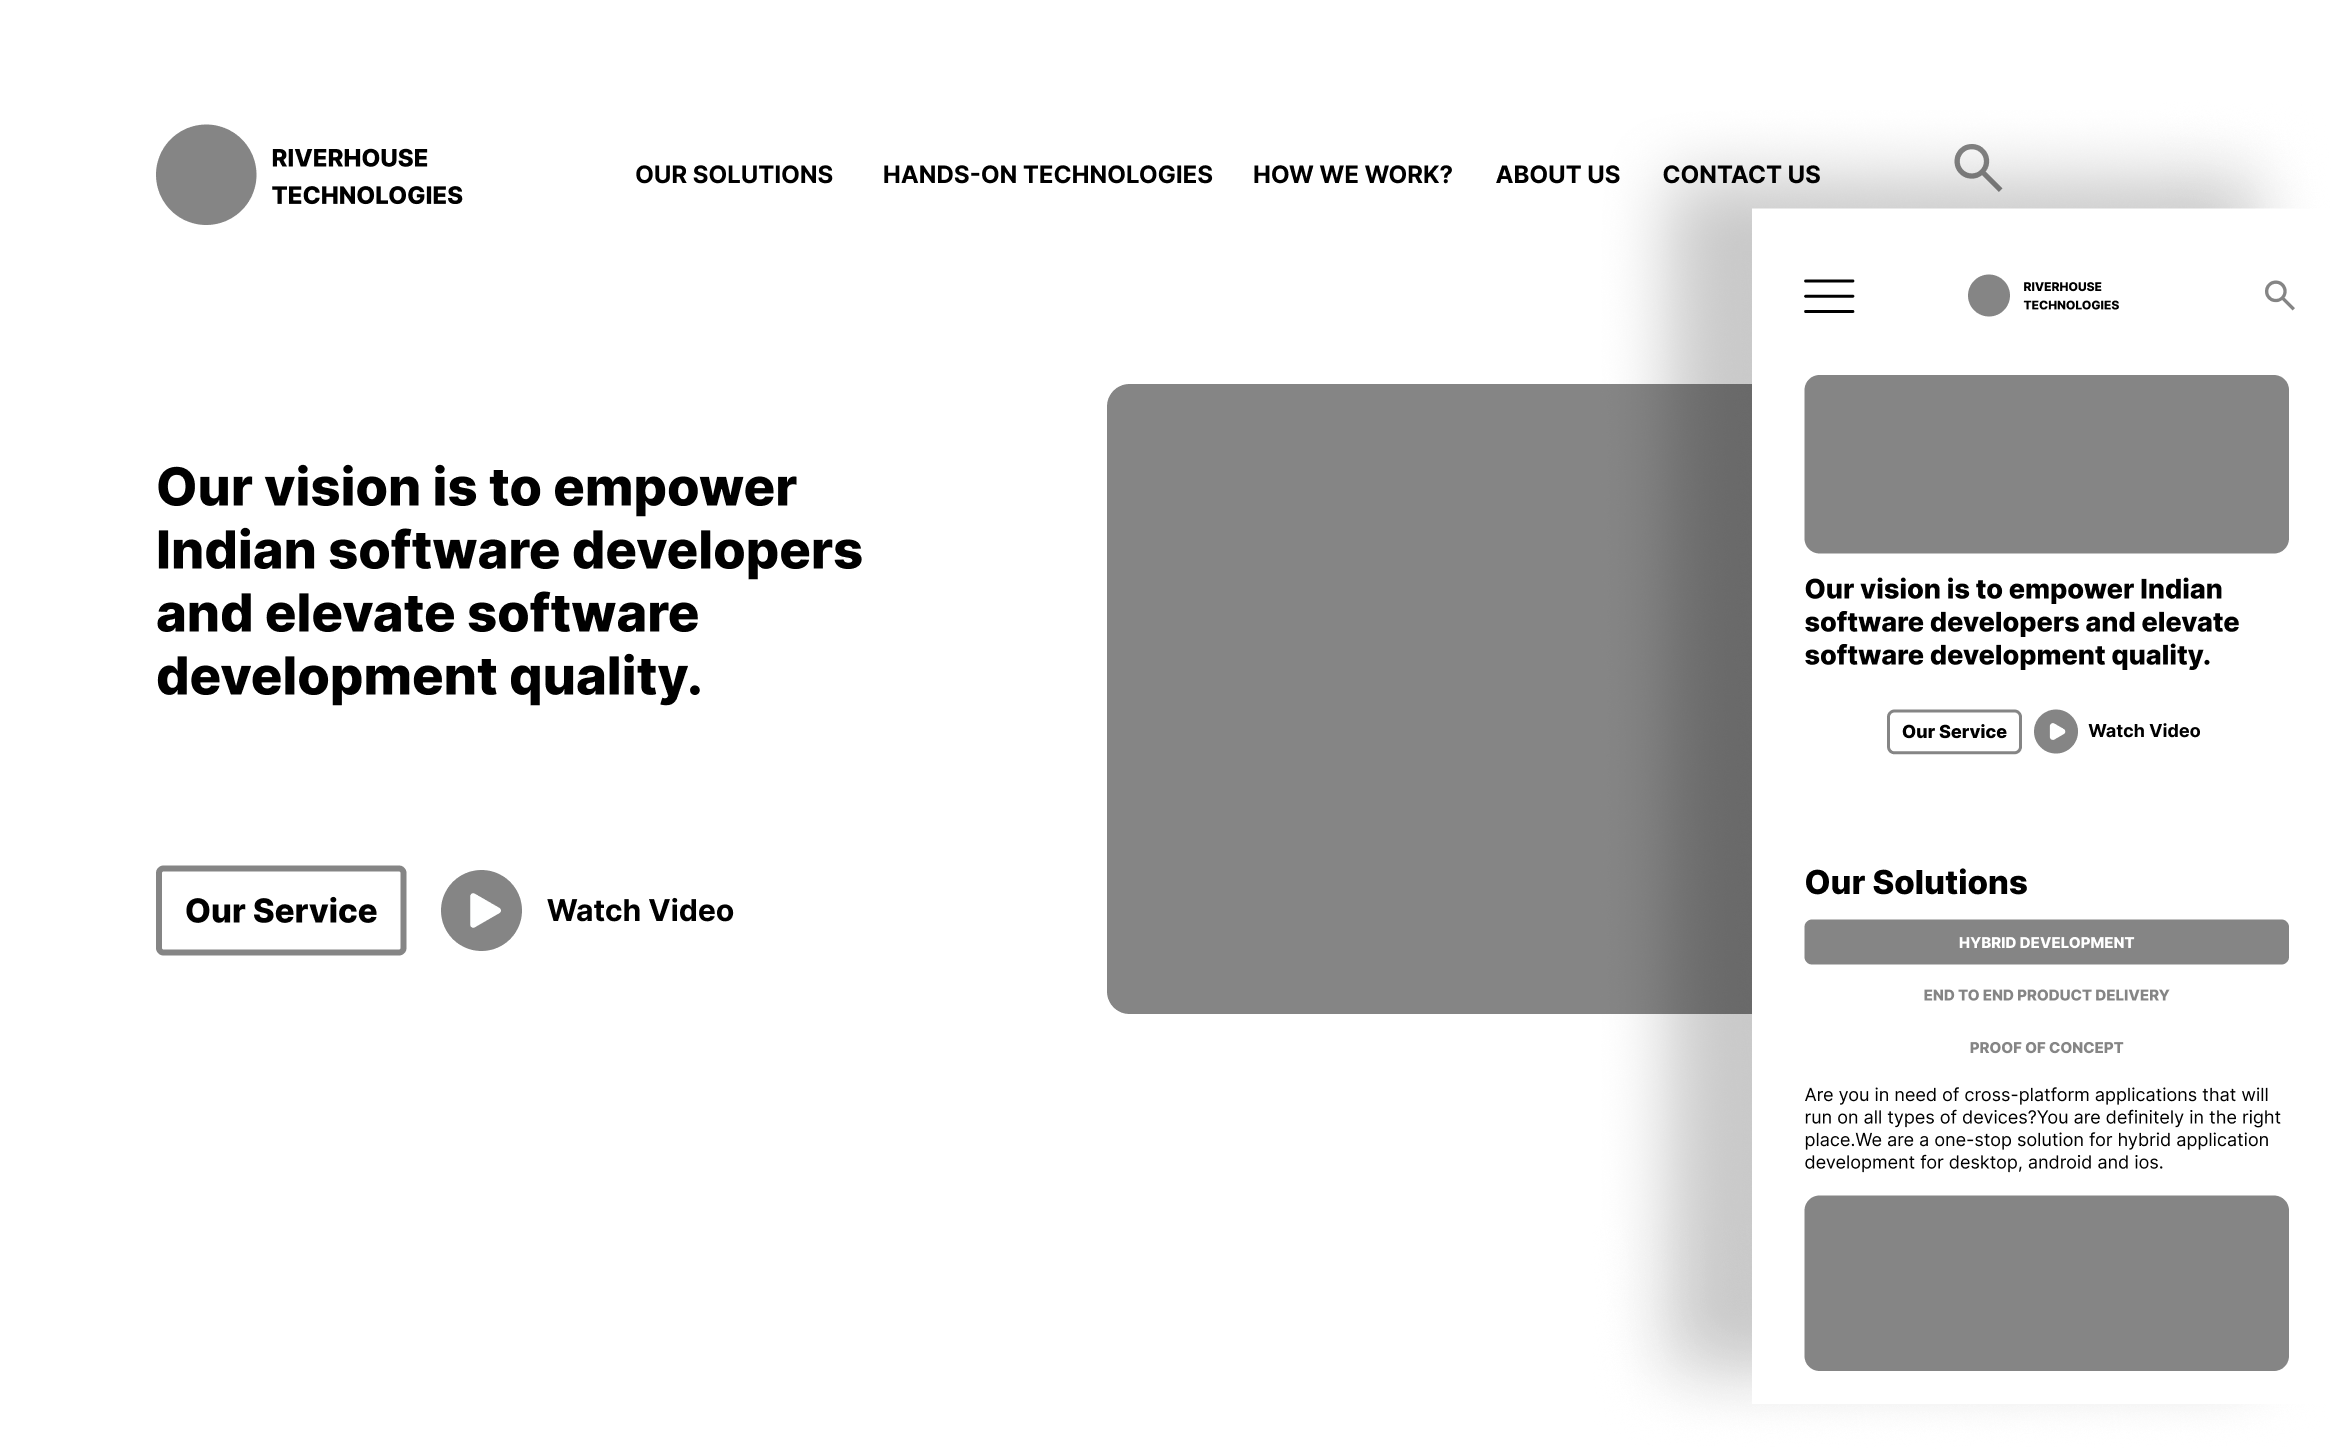 RIVERHOUSE
TECHNOLOGIES
OUR SOLUTIONS
HANDS-ON TECHNOLOGIES
HOW WE WORK?
ABOUT US
CONTACT US
Our vision is to empower
Indian software developers
and elevate software
development quality.
Our Service
Watch Video
RIVERHOUSE
TECHNOLOGIES
Our vision is to empower Indian
software developers and elevate
software development quality.
Our Service
Watch Video
Our Solutions
HYBRID DEVELOPMENT
END TO END PRODUCT DELIVERY
PROOF OF CONCEPT
Are you in need of cross-platform applications that will
run on all types of devices?You are definitely in the right
place.We are a one-stop solution for hybrid application
development for desktop, android and ios.